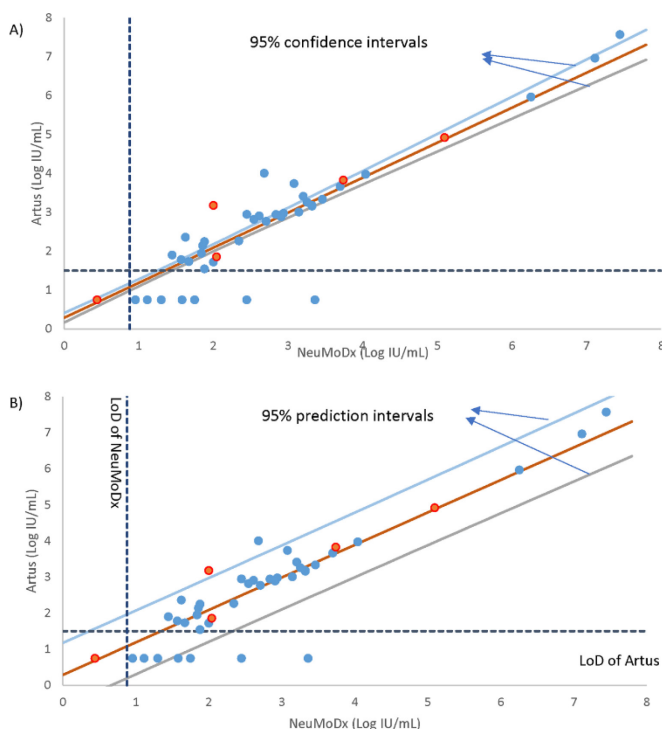 A)
95% confidence intervals
Artus (Log IU/mL)
8
7
6
5
4
3
2
1
0
0 1 2 3 4 5 6 7 8
NeuMoDx (Log IU/mL)
B)
95% prediction intervals
LoD of NeuMoDx
Artus (Log IU/mL)
8
7
6
5
4
3
2
1
0
LoD of Artus
0 1 2 3 4 5 6 7 8
NeuMoDx (Log IU/mL)